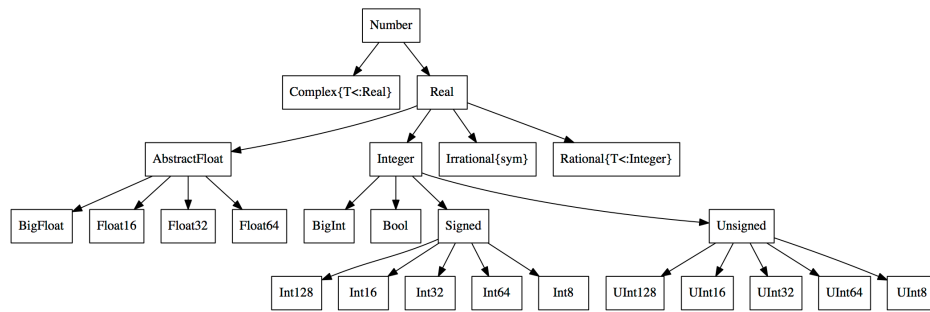 Number
Complex{T<:Real}
Real
AbstractFloat
Integer
Irrational{sym}
Rational{T<:Integer}
BigFloat
Float16
Float32
Float64
BigInt
Bool
Signed
Unsigned
Int128
Int16
Int32
Int64
Int8
UInt128
UInt16
UInt32
UInt64
UInt8